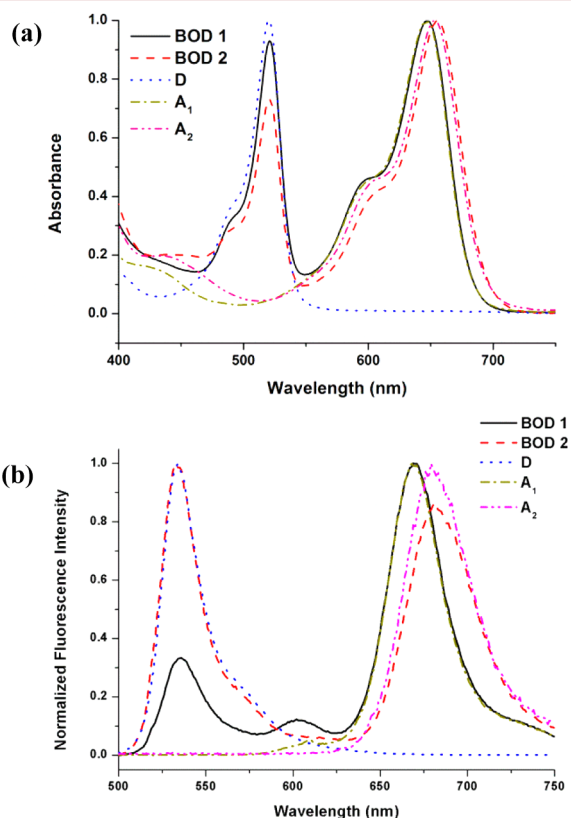 (a)
BOD 1
BOD 2
D
A1
A2
1.0
0.8
0.6
0.4
0.2
0.0
Absorbance
400
500
600
700
Wavelength (nm)
(b)
BOD 1
BOD 2
D
A1
A2
1.0
0.8
0.6
0.4
0.2
0.0
Normalized Fluorescence Intensity
500
550
600
650
700
750
Wavelength (nm)